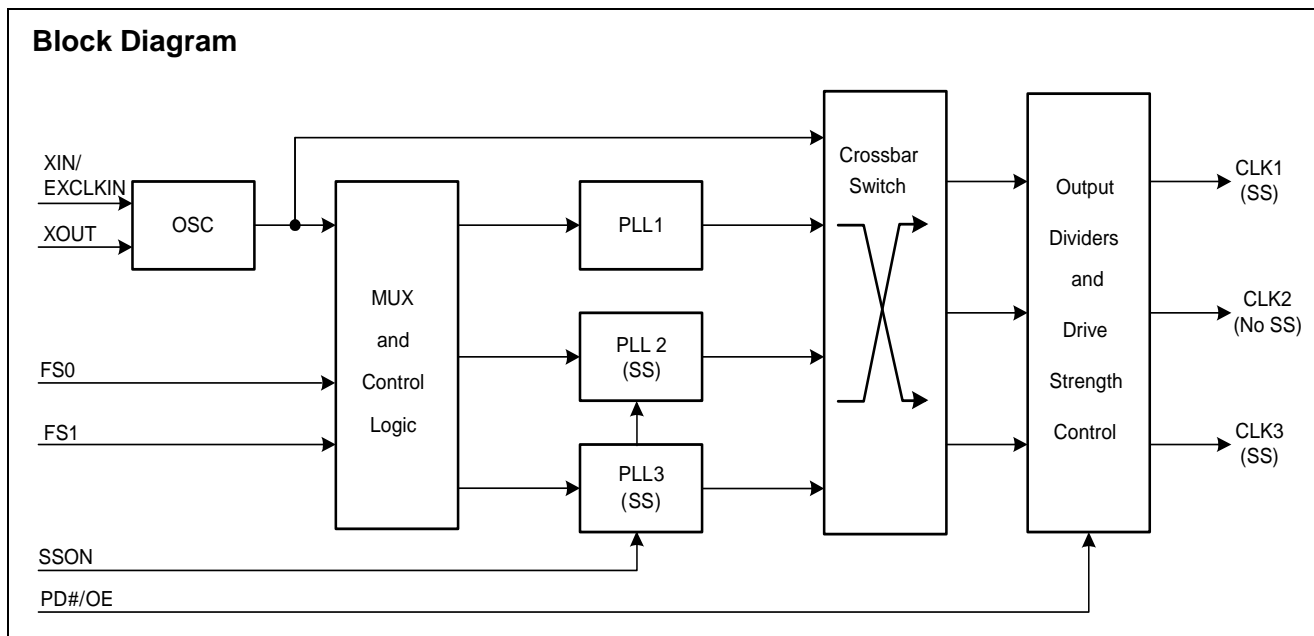 Block Diagram
XIN/
EXCLKIN
XOUT
OSC
FS0
FS1
SSON
PD#/OE
MUX
and
Control
Logic
PLL1
PLL 2
(SS)
PLL3
(SS)
Crossbar
Switch
Output
Dividers
and
Drive
Strength
Control
CLK1
(SS)
CLK2
(No SS)
CLK3
(SS)